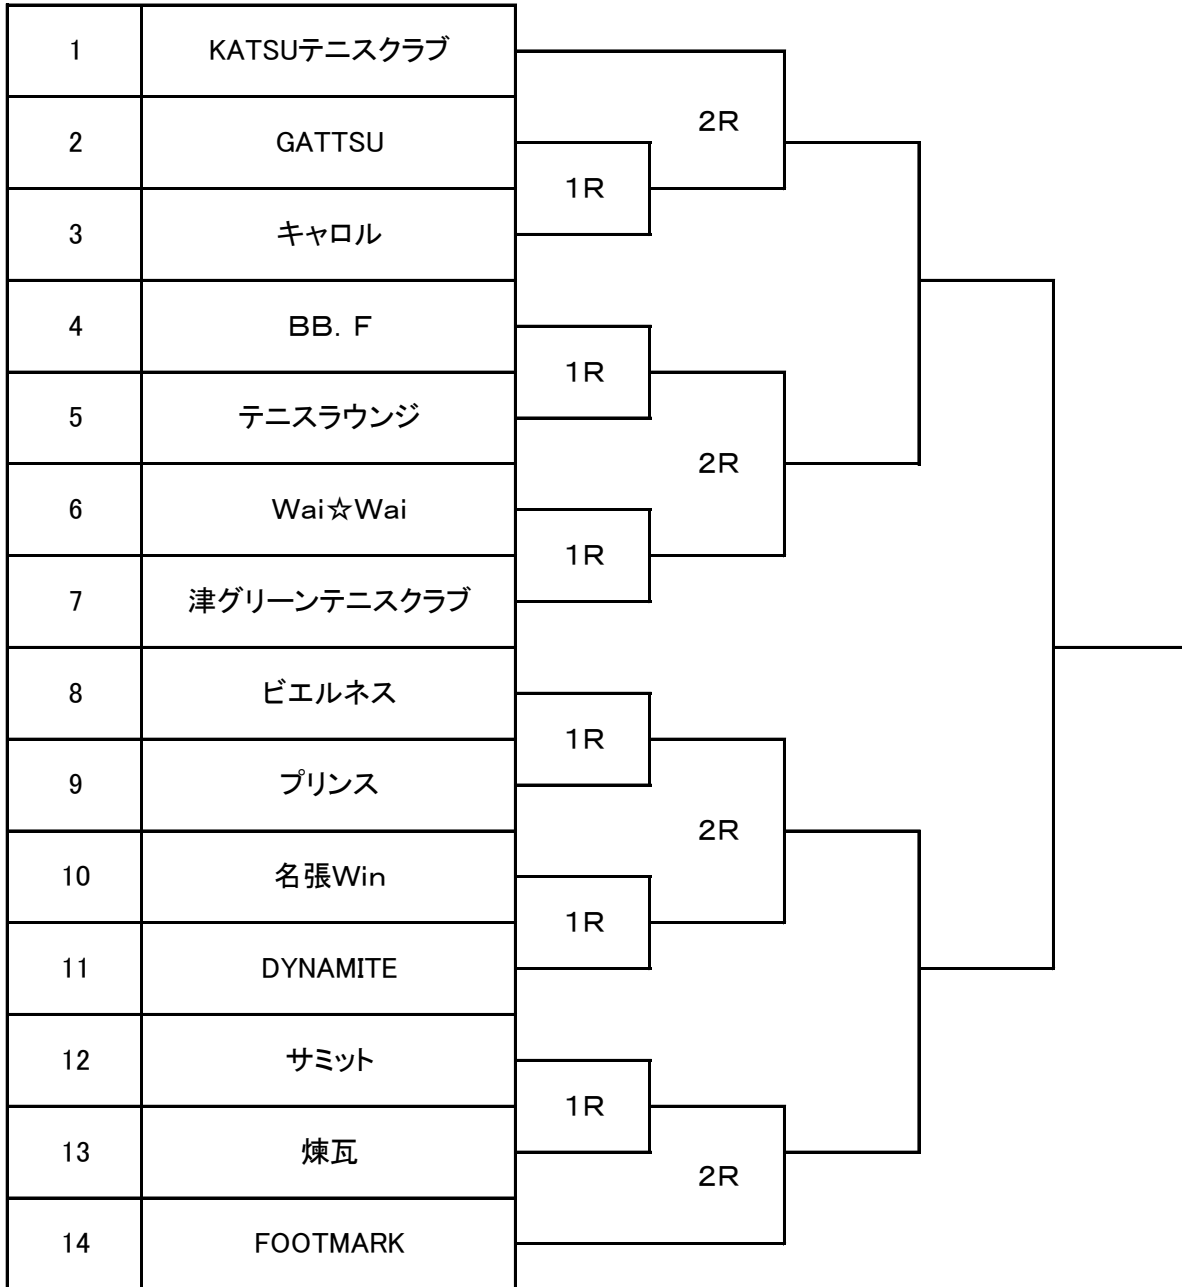 1 KATSUテニスクラブ
2R
2 GATTSU
1R
3 キャロル
4 BB．F
1R
5 テニスラウンジ
2R
6 Wai☆Wai
1R
7 津グリーンテニスクラブ
8 ビエルネス
1R
9 プリンス
2R
10 名張Win
1R
11 DYNAMITE
12 サミット
1R
13 煉瓦
2R
14 FOOTMARK